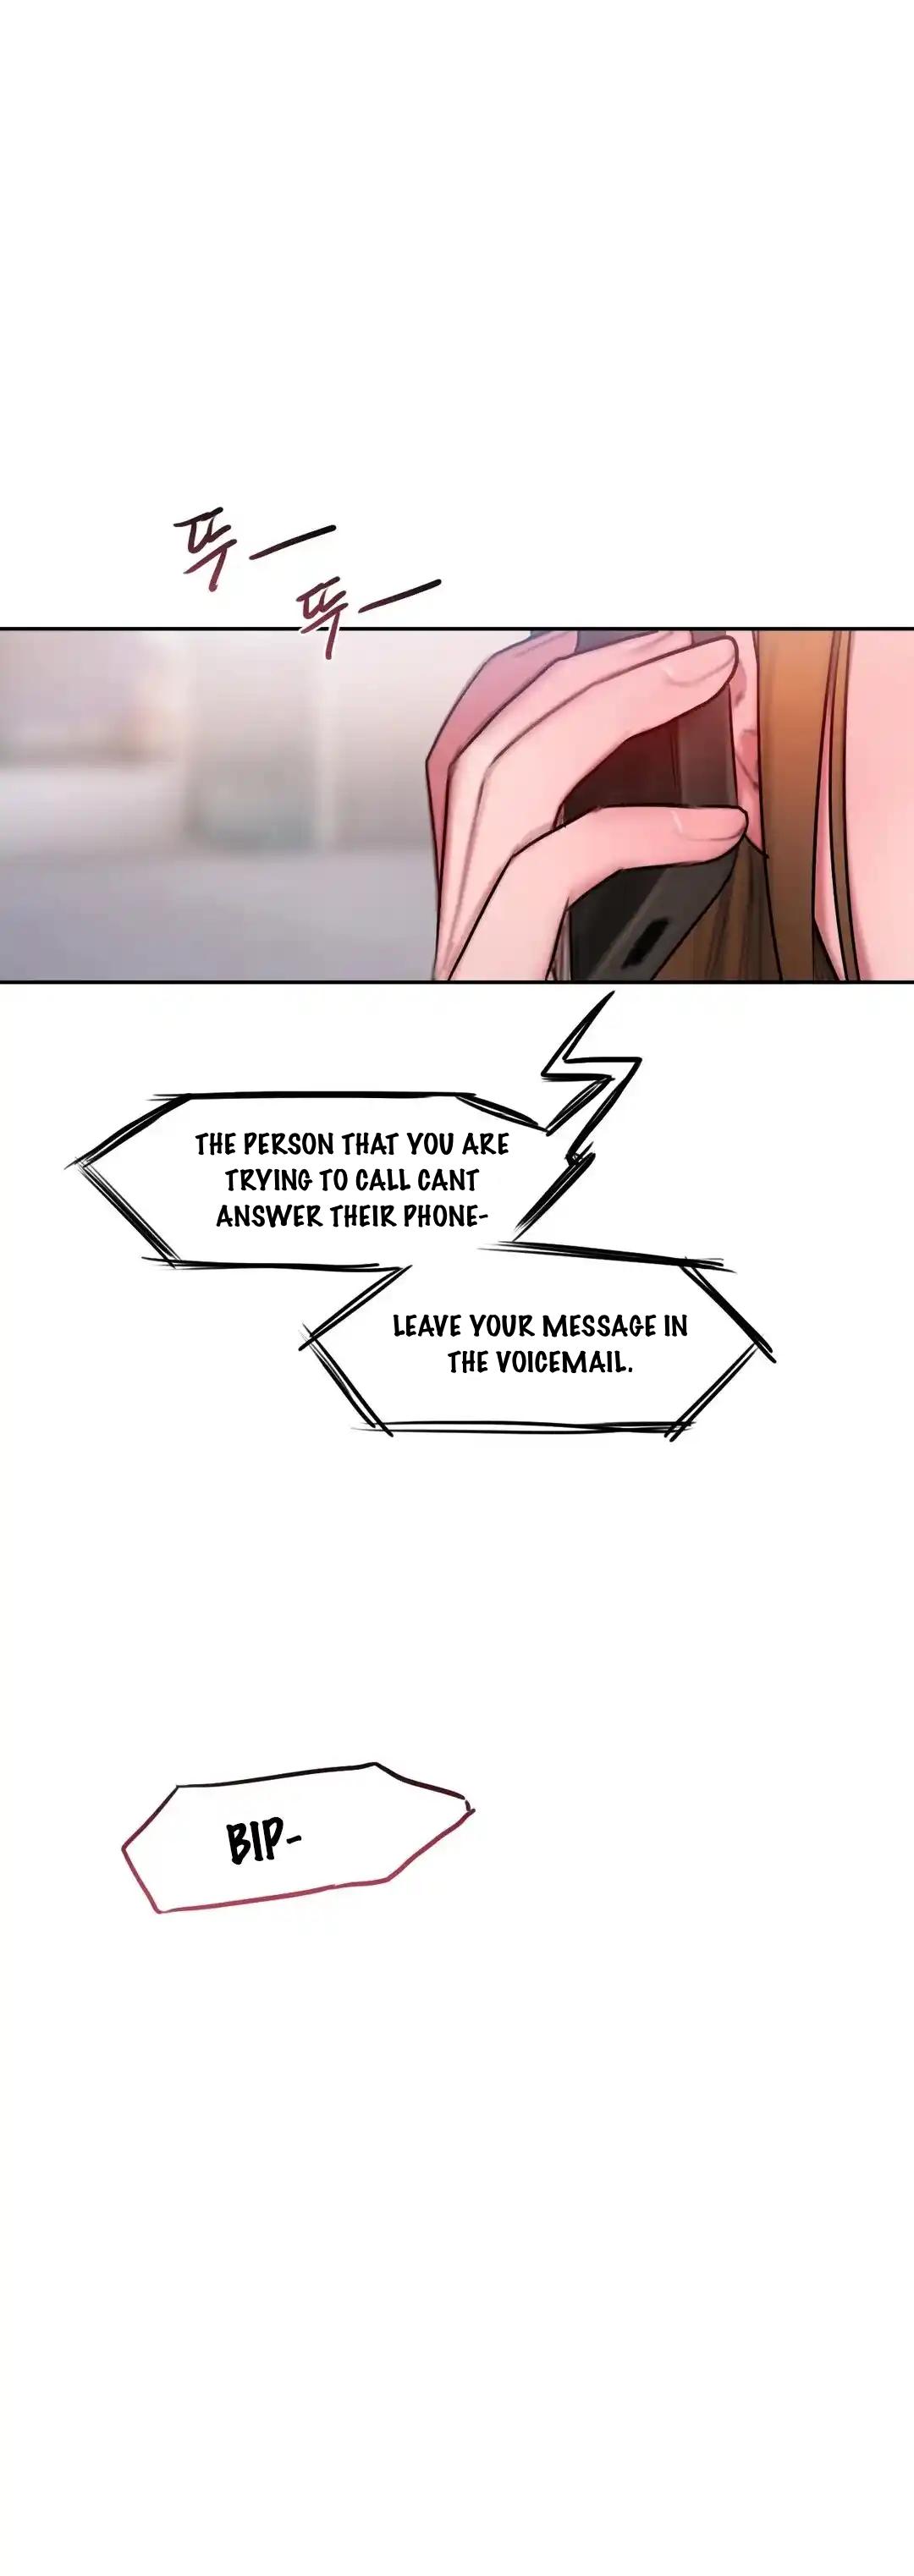 뚜—
뚜—
THE PERSON THAT YOU ARE
TRYING TO CALL CANT
ANSWER THEIR PHONE-
LEAVE YOUR MESSAGE IN
THE VOICEMAIL.
BIP-